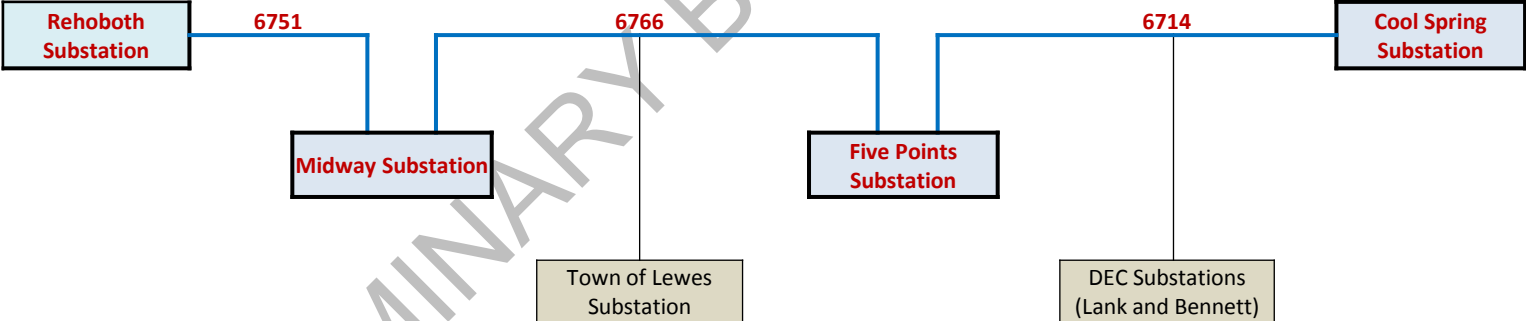 Rehoboth
Substation
6751
6766
6714
Cool Spring
Substation
Midway Substation
Five Points
Substation
Town of Lewes
Substation
DEC Substations
(Lank and Bennett)
MINARY